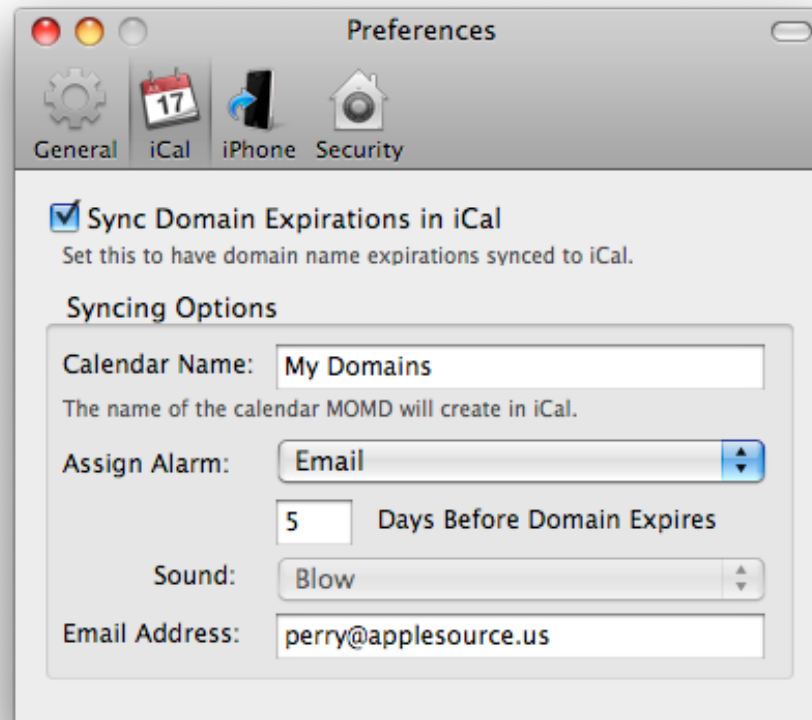 Preferences
17
General iCal iPhone Security
Sync Domain Expirations in iCal
Set this to have domain name expirations synced to iCal.
Syncing Options
Calendar Name: My Domains
The name of the calendar MOMD will create in iCal.
Assign Alarm: Email
5 Days Before Domain Expires
Sound: Blow
Email Address: perry@applesource.us